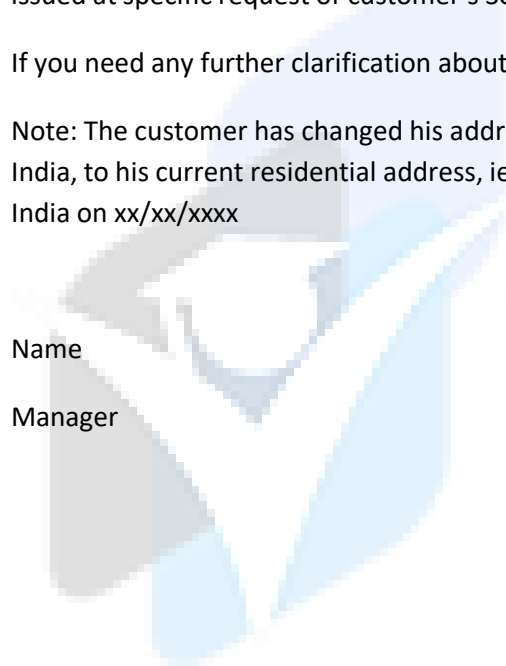 issued at specific request of customer's
If you need any further clarification about
Note: The customer has changed his addr
India, to his current residential address, ie
India on xx/xx/xxxx
Name
Manager